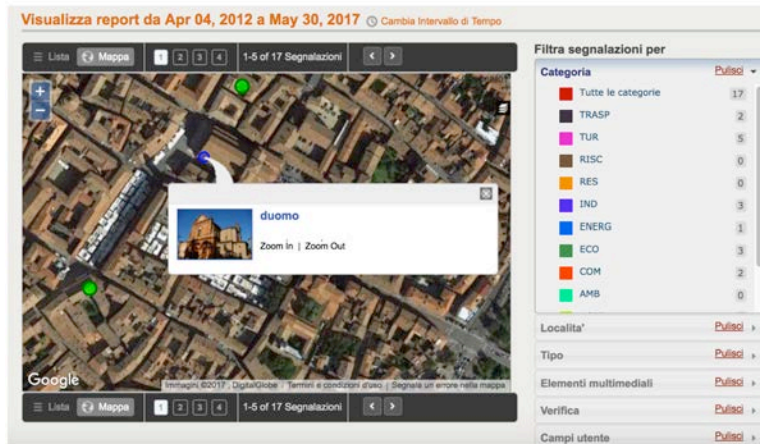 Visualizza report da Apr 04, 2012 a May 30, 2017 Cambia Intervallo di Tempo
Lista Mappa 1 2 3 4 1-5 of 17 Segnalazioni
+
−
duomo
Zoom In | Zoom Out
Google
Immagini ©2017 , DigitalGlobe Termini e condizioni d'uso Segnala un errore nella mappa
Lista Mappa 1 2 3 4 1-5 of 17 Segnalazioni
Filtra segnalazioni per
Categoria Pulisci
Tutte le categorie 17
TRASP 2
TUR 5
RISC 0
RES 0
IND 3
ENERG 1
ECO 3
COM 2
AMB 0
Localita' Pulisci
Tipo Pulisci
Elementi multimediali Pulisci
Verifica Pulisci
Campi utente Pulisci